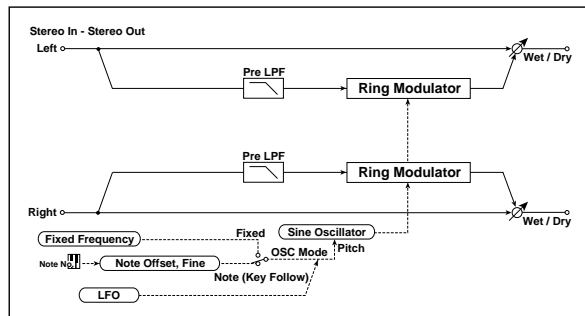 Stereo In - Stereo Out
Left
Wet / Dry
Pre LPF
Ring Modulator
Pre LPF
Ring Modulator
Right
Wet / Dry
Fixed Frequency
Fixed
Sine Oscillator
OSC Mode
Pitch
Note No.
Note Offset, Fine
Note (Key Follow)
LFO